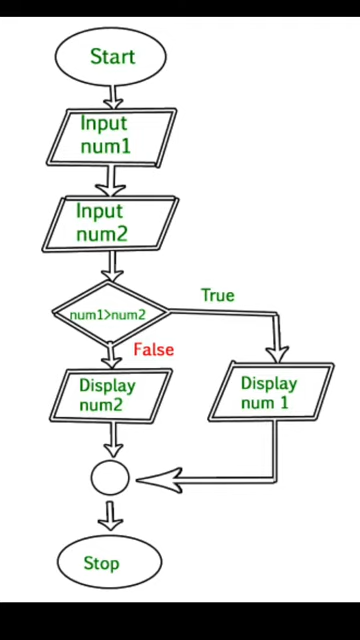 Start
Input
num1
Input
num2
num1>num2
True
False
Display
num2
Display
num 1
Stop